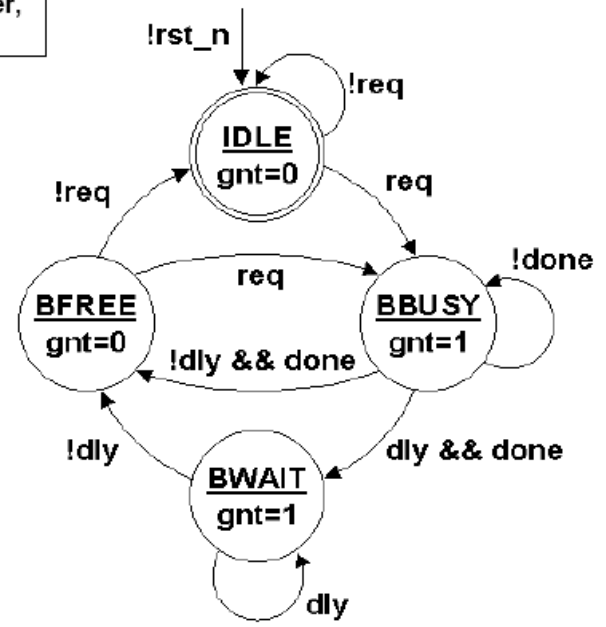 er,
!rst_n
!req
IDLE
gnt=0
!req
req
req
!done
BFREE
gnt=0
BBUSY
gnt=1
!dly && done
!dly
dly && done
BWAIT
gnt=1
dly